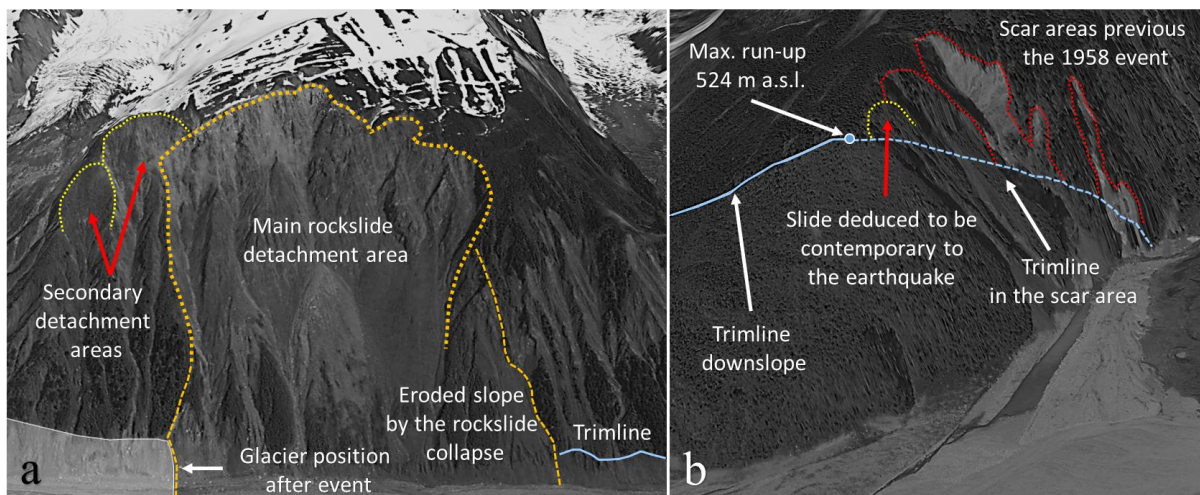 Main rockslide
detachment area
Secondary
detachment
areas
Eroded slope
by the rockslide
collapse
Trimline
Glacier position
after event
a
Max. run-up
524 m a.s.l.
Scar areas previous
the 1958 event
Slide deduced to be
contemporary to
the earthquake
Trimline
in the scar area
Trimline
downslope
b